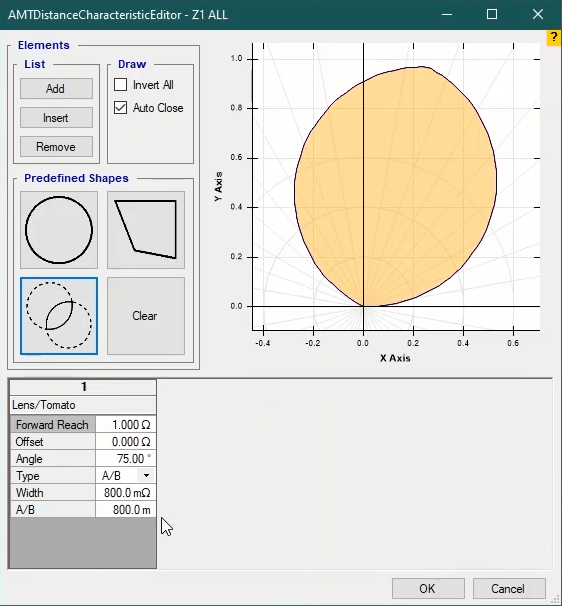 AMTDistanceCharacteristicEditor - Z1 ALL
?
Elements
List
Add
Insert
Remove
Draw
Invert All
Auto Close
Predefined Shapes
Clear
Y Axis
1.0
0.8
0.6
0.4
0.2
0.0
-0.4 -0.2 0.0 0.2 0.4 0.6
X Axis
1
Lens/Tomato
Forward Reach 1.000 Ω
Offset 0.000 Ω
Angle 75.00 °
Type A/B
Width 800.0 mΩ
A/B 800.0 m
OK
Cancel